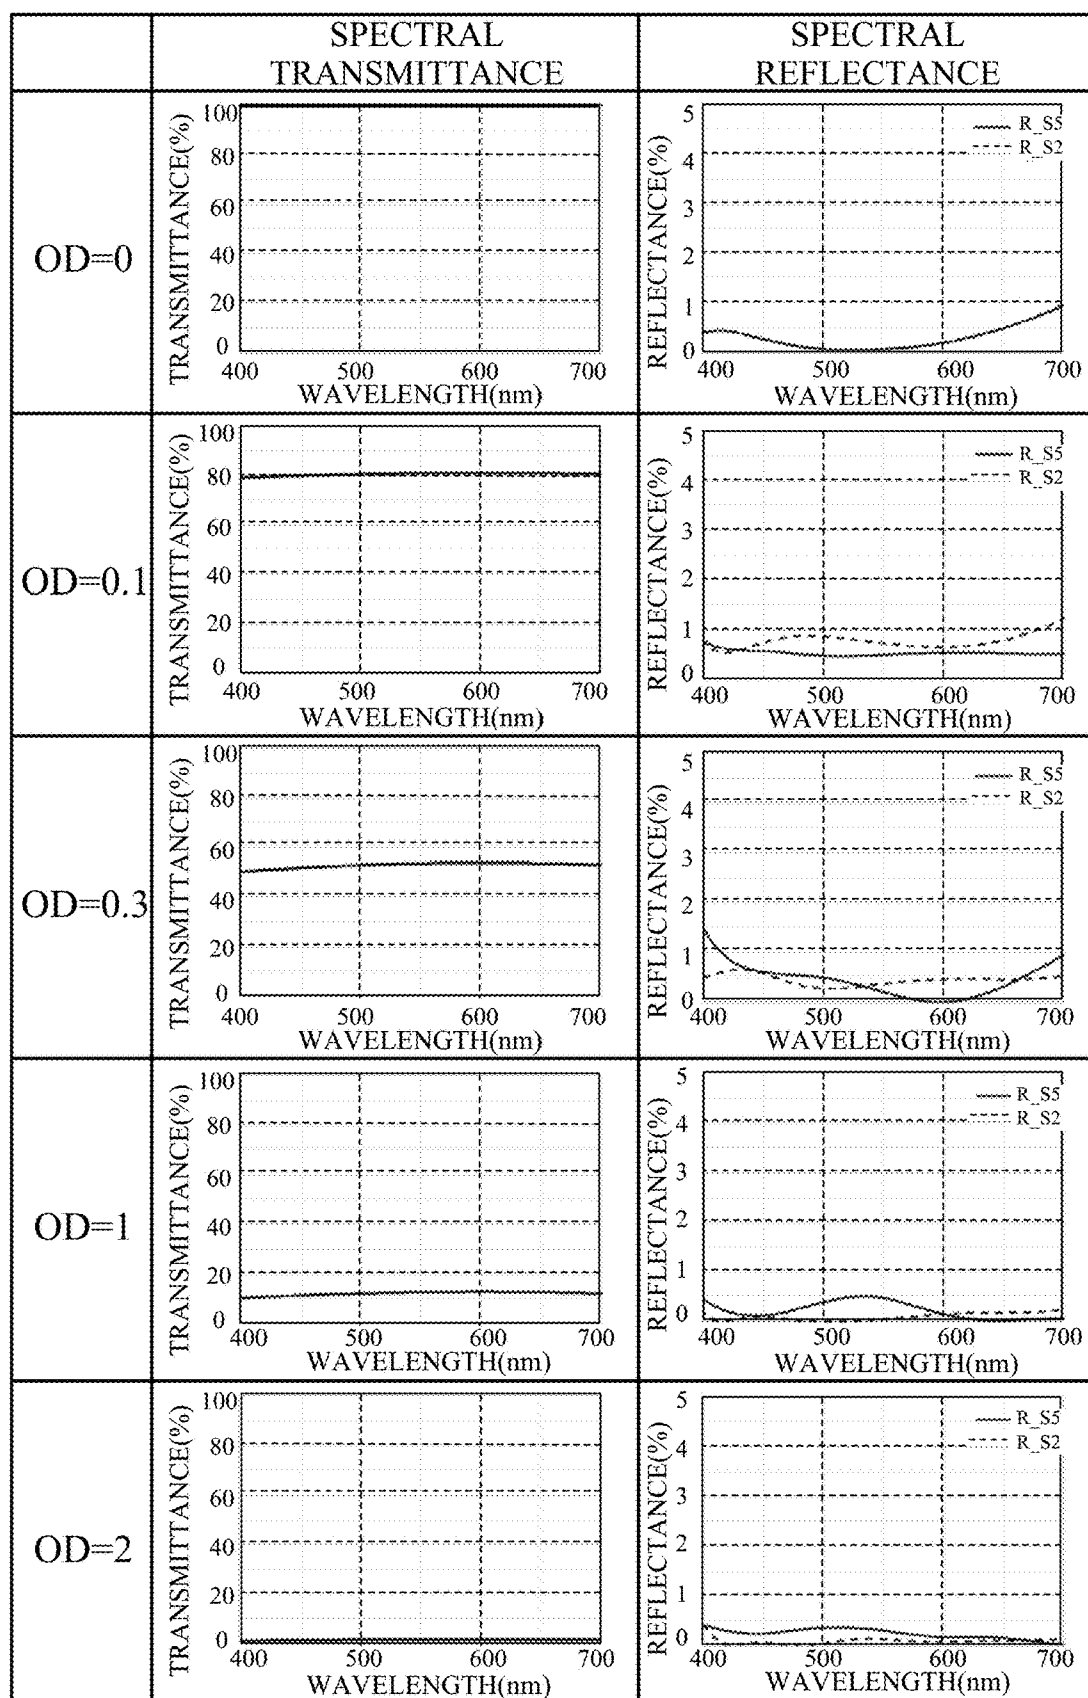 SPECTRAL
TRANSMITTANCE
SPECTRAL
REFLECTANCE
OD=0
TRANSMITTANCE(%)
100
80
60
40
20
0
400 500 600 700
WAVELENGTH(nm)
REFLECTANCE(%)
5
4
3
2
1
0
R_S5
R_S2
400 500 600 700
WAVELENGTH(nm)
OD=0.1
TRANSMITTANCE(%)
100
80
60
40
20
0
400 500 600 700
WAVELENGTH(nm)
REFLECTANCE(%)
5
4
3
2
1
0
R_S5
R_S2
400 500 600 700
WAVELENGTH(nm)
OD=0.3
TRANSMITTANCE(%)
100
80
60
40
20
0
400 500 600 700
WAVELENGTH(nm)
REFLECTANCE(%)
5
4
3
2
1
0
R_S5
R_S2
400 500 600 700
WAVELENGTH(nm)
OD=1
TRANSMITTANCE(%)
100
80
60
40
20
0
400 500 600 700
WAVELENGTH(nm)
REFLECTANCE(%)
5
4
3
2
1
0
R_S5
R_S2
400 500 600 700
WAVELENGTH(nm)
OD=2
TRANSMITTANCE(%)
100
80
60
40
20
0
400 500 600 700
WAVELENGTH(nm)
REFLECTANCE(%)
5
4
3
2
1
0
R_S5
R_S2
400 500 600 700
WAVELENGTH(nm)